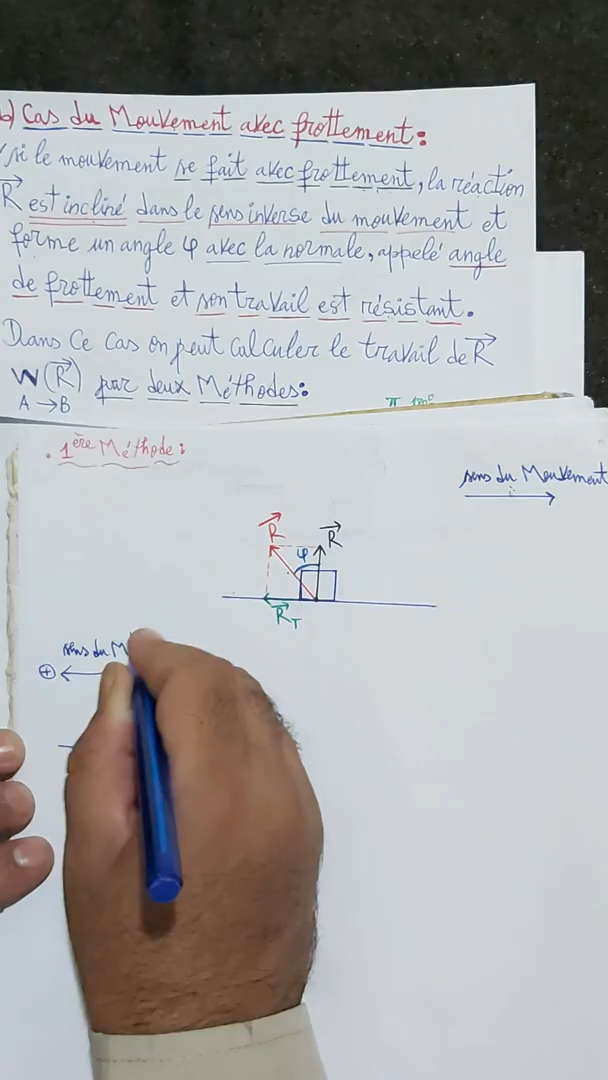 b) Cas du Mouvement avec frottement:
si le mouvement se fait avec frottement, la réaction
R est incliné dans le sens inverse du mouvement et
forme un angle φ avec la normale, appelé angle
de frottement et son travail est résistant.
Dans ce cas on peut calculer le travail de R
W(R) par deux Méthodes:
A → B
. 1ère Méthode:
sens du Mouvement
R
φ
R
R_T
sens du M
+